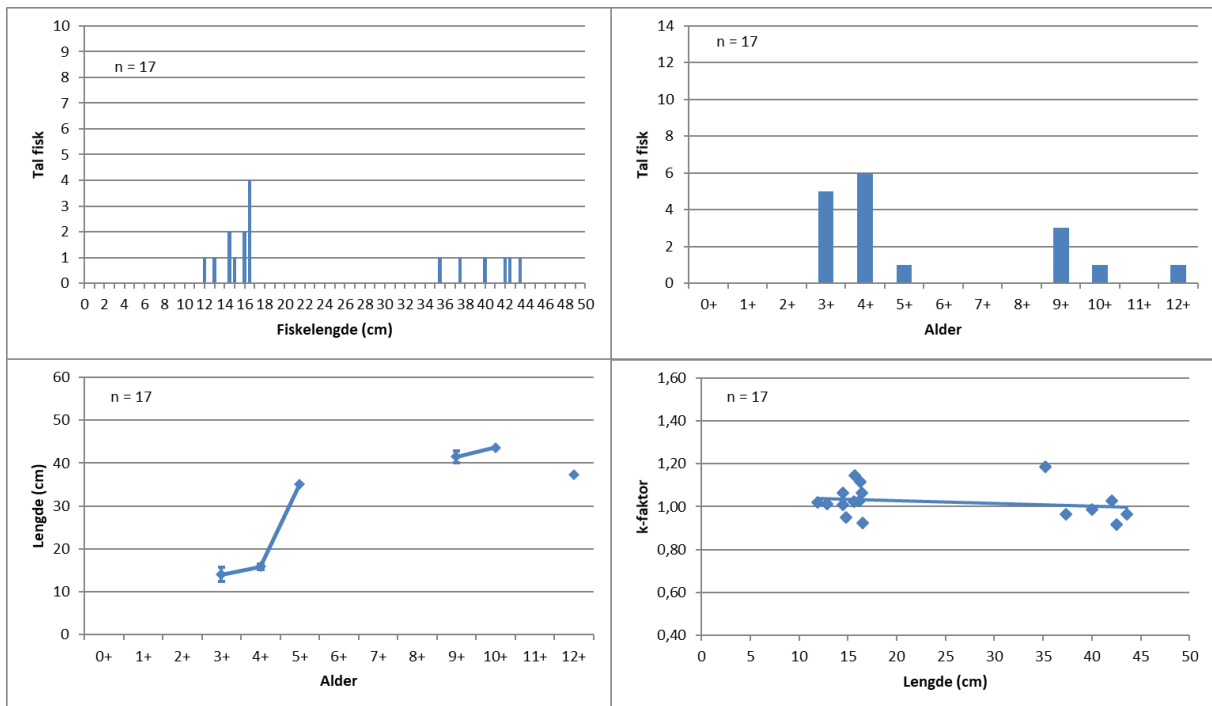 10
9
8
7
6
5
4
3
2
1
0
n = 17
Tal fisk
0 2 4 6 8 10 12 14 16 18 20 22 24 26 28 30 32 34 36 38 40 42 44 46 48 50
Fiskelengde (cm)
14
12
10
8
6
4
2
0
n = 17
Tal fisk
0+ 1+ 2+ 3+ 4+ 5+ 6+ 7+ 8+ 9+ 10+ 11+ 12+
Alder
60
50
40
30
20
10
0
n = 17
Lengde (cm)
0+ 1+ 2+ 3+ 4+ 5+ 6+ 7+ 8+ 9+ 10+ 11+ 12+
Alder
1,60
1,40
1,20
1,00
0,80
0,60
0,40
n = 17
k-faktor
0 5 10 15 20 25 30 35 40 45 50
Lengde (cm)